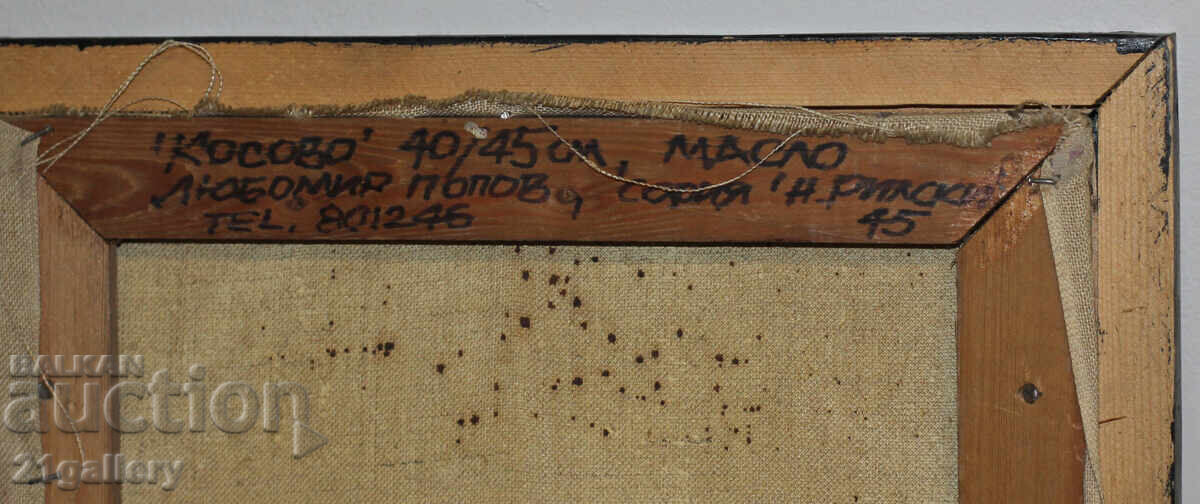 "Косово" 40/45 см, МАСЛО
ЛЮБОМИР ПОПОВ, София "Н. РИЛСКИ"
TEL. 801246 45
BALKAN
auction
21gallery